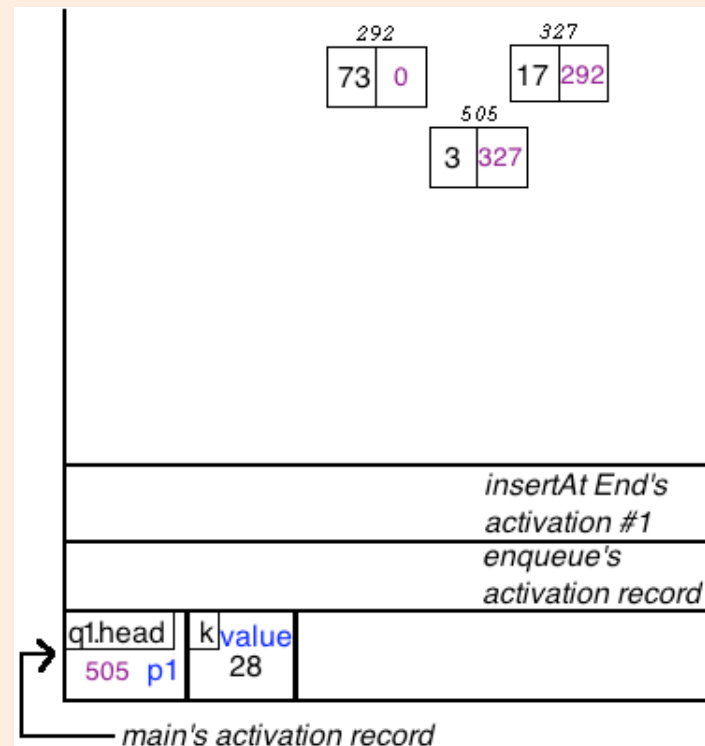 292
327
73 0
17 292
505
3 327
insertAt End's
activation #1
enqueue's
activation record
q1.head k value
505 p1 28
main's activation record